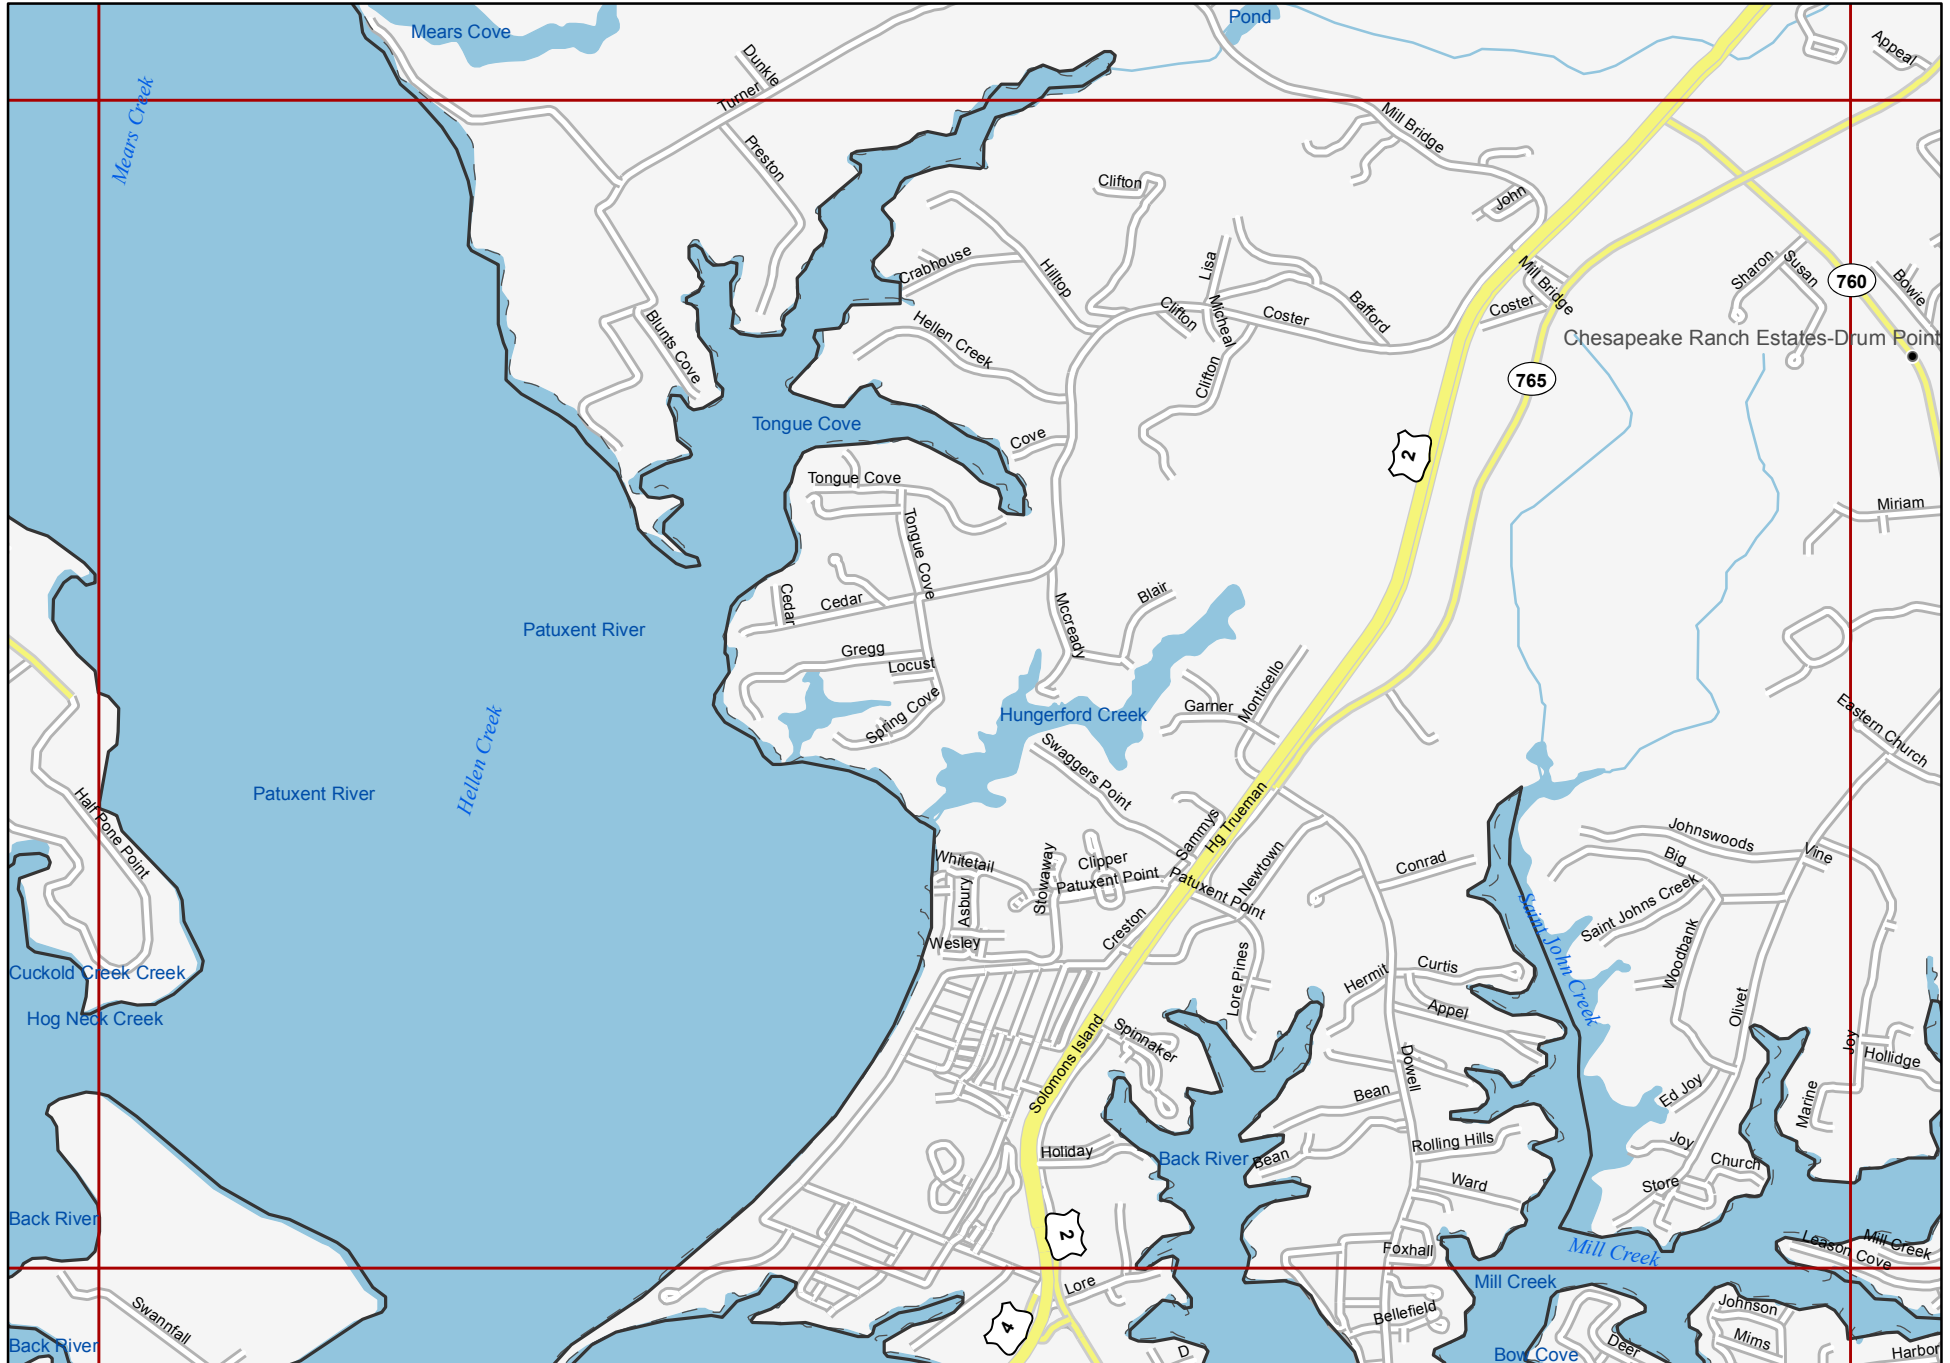 Pond
Mears Cove
Appeal
Dunkle
Turner
Mears Creek
Mill Bridge
Preston
Clifton
John
Crabhouse
Hilltop
Lisa
Mill Bridge
Sharon
Susan
760
Bowie
Clifton
Micheal
Coster
Bafford
Coster
Blunts Cove
Hellen Creek
Chesapeake Ranch Estates-Drum Point
765
Clifton
Tongue Cove
Cove
2
Tongue Cove
Miriam
Tongue Cove
Cedar
Cedar
Blair
Mccready
Patuxent River
Gregg
Locust
Spring Cove
Hungerford Creek
Garner
Monticello
Eastern Church
Hellen Creek
Swaggers Point
Patuxent River
Half Pone Point
Hg Trueman
Sammys
Johnswoods
Big
Vine
Whitetail
Stowaway
Clipper
Patuxent Point
Patuxent Point
Newtown
Conrad
Asbury
Saint Johns Creek
Saint John Creek
Creston
Wesley
Woodbank
Cuckold Creek Creek
Lore Pines
Hermit
Curtis
Appel
Olivet
Hog Neck Creek
Spinnaker
Solomons Island
Dowell
Joy
Hollidge
Bean
Ed Joy
Marine
Holiday
Back River
Bean
Rolling Hills
Joy
Church
Ward
Store
Back River
2
Foxhall
Mill Creek
Mill Creek
Leason Cove
Lore
Mill Creek
Swannfall
4
Bellefield
Johnson
Mims
Deer
Back River
D
Bow Cove
Harbor